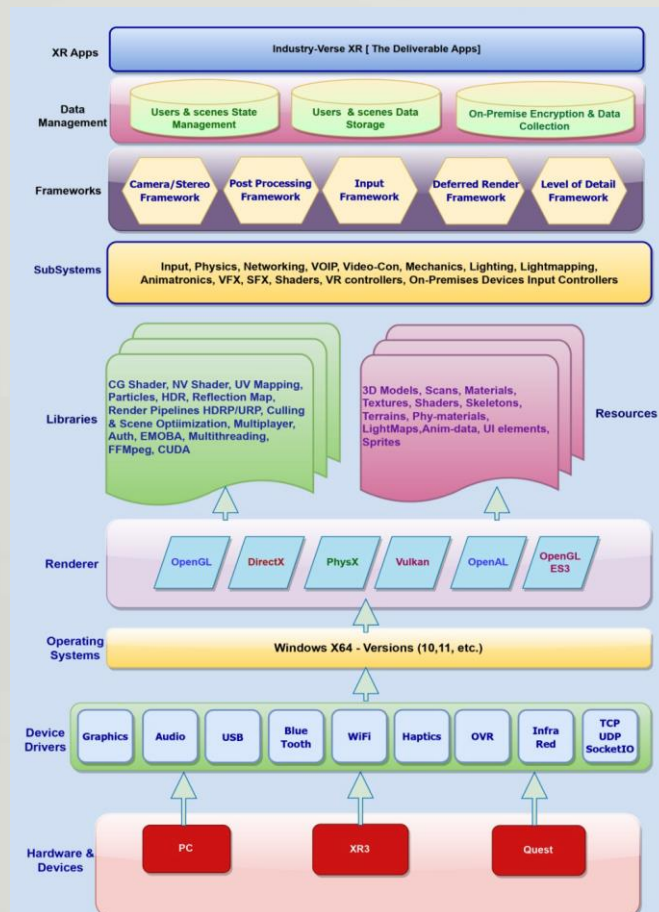 XR Apps
Industry-Verse XR [ The Deliverable Apps]
Data
Management
Users & scenes State
Management
Users & scenes Data
Storage
On-Premise Encryption & Data
Collection
Frameworks
Camera/Stereo
Framework
Post Processing
Framework
Input
Framework
Deferred Render
Framework
Level of Detail
Framework
SubSystems
Input, Physics, Networking, VOIP, Video-Con, Mechanics, Lighting, Lightmapping,
Animatronics, VFX, SFX, Shaders, VR controllers, On-Premises Devices Input Controllers
Libraries
CG Shader, NV Shader, UV Mapping,
Particles, HDR, Reflection Map,
Render Pipelines HDRP/URP, Culling
& Scene Optiimization, Multiplayer,
Auth, EMOBA, Multithreading,
FFMpeg, CUDA
3D Models, Scans, Materials,
Textures, Shaders, Skeletons,
Terrains, Phy-materials,
LightMaps,Anim-data, UI elements,
Sprites
Resources
Renderer
OpenGL
DirectX
PhysX
Vulkan
OpenAL
OpenGL
ES3
Operating
Systems
Windows X64 - Versions (10,11, etc.)
Device
Drivers
Graphics
Audio
USB
Blue
Tooth
WiFi
Haptics
OVR
Infra
Red
TCP
UDP
SocketIO
Hardware &
Devices
PC
XR3
Quest